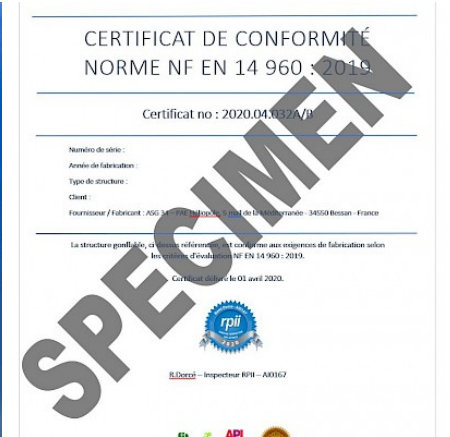 CERTIFICAT DE CONFORMITÉ
NORME NF EN 14 960 : 2019
Certificat no : 2020.04.032A/B
Numéro de série :
Année de fabrication :
Type de structure :
Client :
Fournisseur / Fabricant : ASG 34 – PAE Héliopole, 5 mail de la Méditerranée - 34550 Bessan - France
La structure gonflable, ci dessus référencée, est conforme aux exigences de fabrication selon
les critères d'évaluation NF EN 14 960 : 2019.
Certificat délivré le 01 avril 2020.
SPECIMEN
rpii
R.Dorcé – Inspecteur RPII – AI0167
API